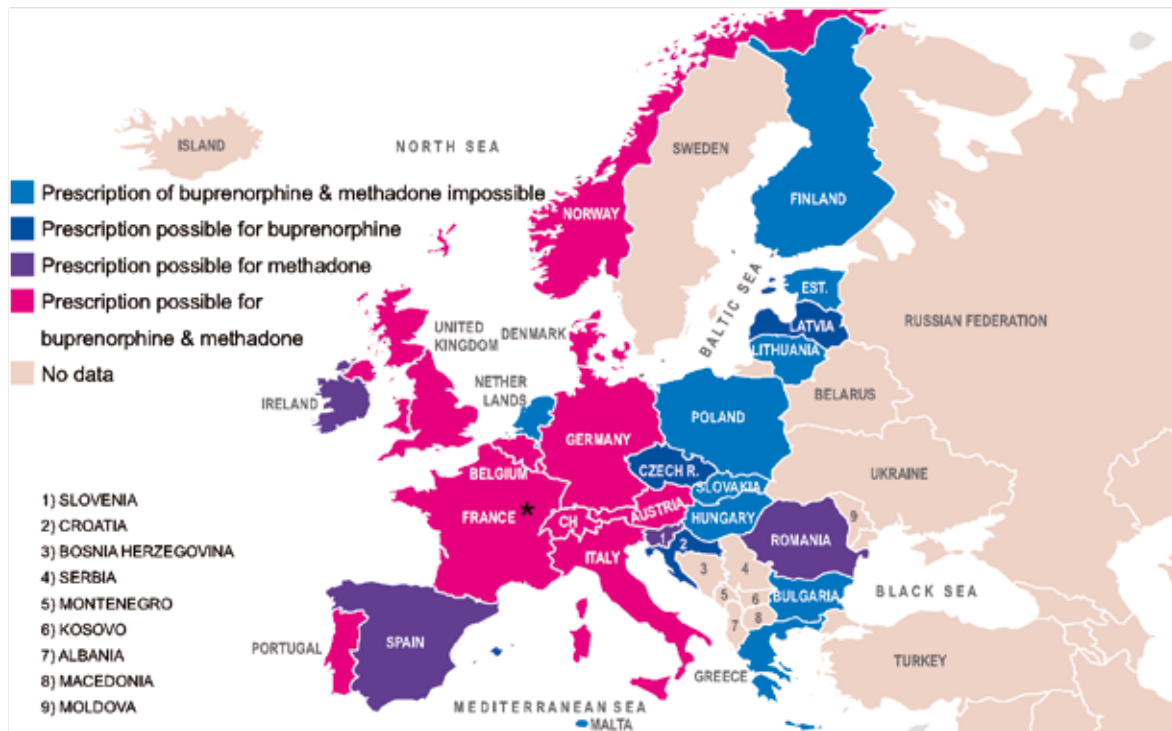 ISLAND
NORTH SEA
SWEDEN
Prescription of buprenorphine & methadone impossible
Prescription possible for buprenorphine
Prescription possible for methadone
Prescription possible for
buprenorphine & methadone
No data
FINLAND
NORWAY
EST.
BALTIC SEA
LATVIA
RUSSIAN FEDERATION
LITHUANIA
UNITED
KINGDOM
DENMARK
NETHER
LANDS
IRELAND
BELARUS
POLAND
GERMANY
BELGIUM
CZECH R.
UKRAINE
SLOVAKIA
FRANCE *
AUSTRIA
CH
HUNGARY
ITALY
ROMANIA
9
1
2
3
4
5
6
7
8
BULGARIA
BLACK SEA
PORTUGAL
SPAIN
GREECE
TURKEY
MEDITERRANEAN SEA
MALTA
1) SLOVENIA
2) CROATIA
3) BOSNIA HERZEGOVINA
4) SERBIA
5) MONTENEGRO
6) KOSOVO
7) ALBANIA
8) MACEDONIA
9) MOLDOVA